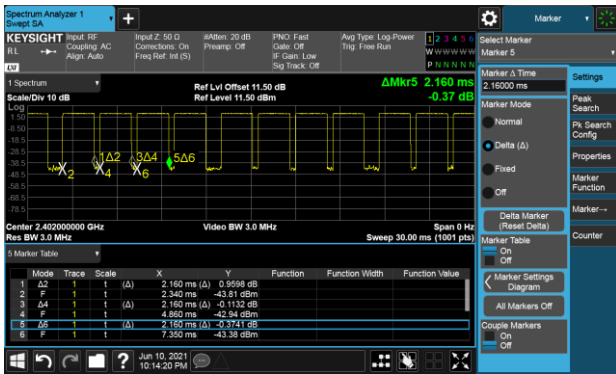 Spectrum Analyzer 1
Swept SA
+
Marker
KEYSIGHT Input: RF Input Z: 50 Ω #Atten: 20 dB PNO: Fast Avg Type: Log-Power 1 2 3 4 5 6
RL Coupling: AC Corrections: On Preamp: Off Gate: Off Trig: Free Run W W W W W W
Align: Auto Freq Ref: Int (S) IF Gain: Low P N N N N N
LXI Sig Track: Off
Select Marker
Marker 5
1 Spectrum Ref Lvl Offset 11.50 dB ΔMkr5 2.160 ms
Scale/Div 10 dB Ref Level 11.50 dBm -0.37 dB
Log
1.50
-8.50
-18.5
-28.5
-38.5
-48.5
-58.5
-68.5
-78.5
1Δ2 3Δ4 5Δ6
2 4 6
Center 2.402000000 GHz Video BW 3.0 MHz Span 0 Hz
Res BW 3.0 MHz Sweep 30.00 ms (1001 pts)
5 Marker Table
Mode Trace Scale X Y Function Function Width Function Value
1 Δ2 1 t (Δ) 2.160 ms (Δ) 0.9598 dB
2 F 1 t 2.340 ms -43.81 dBm
3 Δ4 1 t (Δ) 2.160 ms (Δ) -0.1132 dB
4 F 1 t 4.860 ms -42.94 dBm
5 Δ6 1 t (Δ) 2.160 ms (Δ) -0.3741 dB
6 F 1 t 7.350 ms -43.38 dBm
Marker Δ Time
2.16000 ms
Marker Mode
Normal
Delta (Δ)
Fixed
Off
Delta Marker
(Reset Delta)
Marker Table
On
Off
Marker Settings
Diagram
All Markers Off
Couple Markers
On
Off
Settings
Peak
Search
Pk Search
Config
Properties
Marker
Function
Marker→
Counter
? Jun 10, 2021
10:14:20 PM